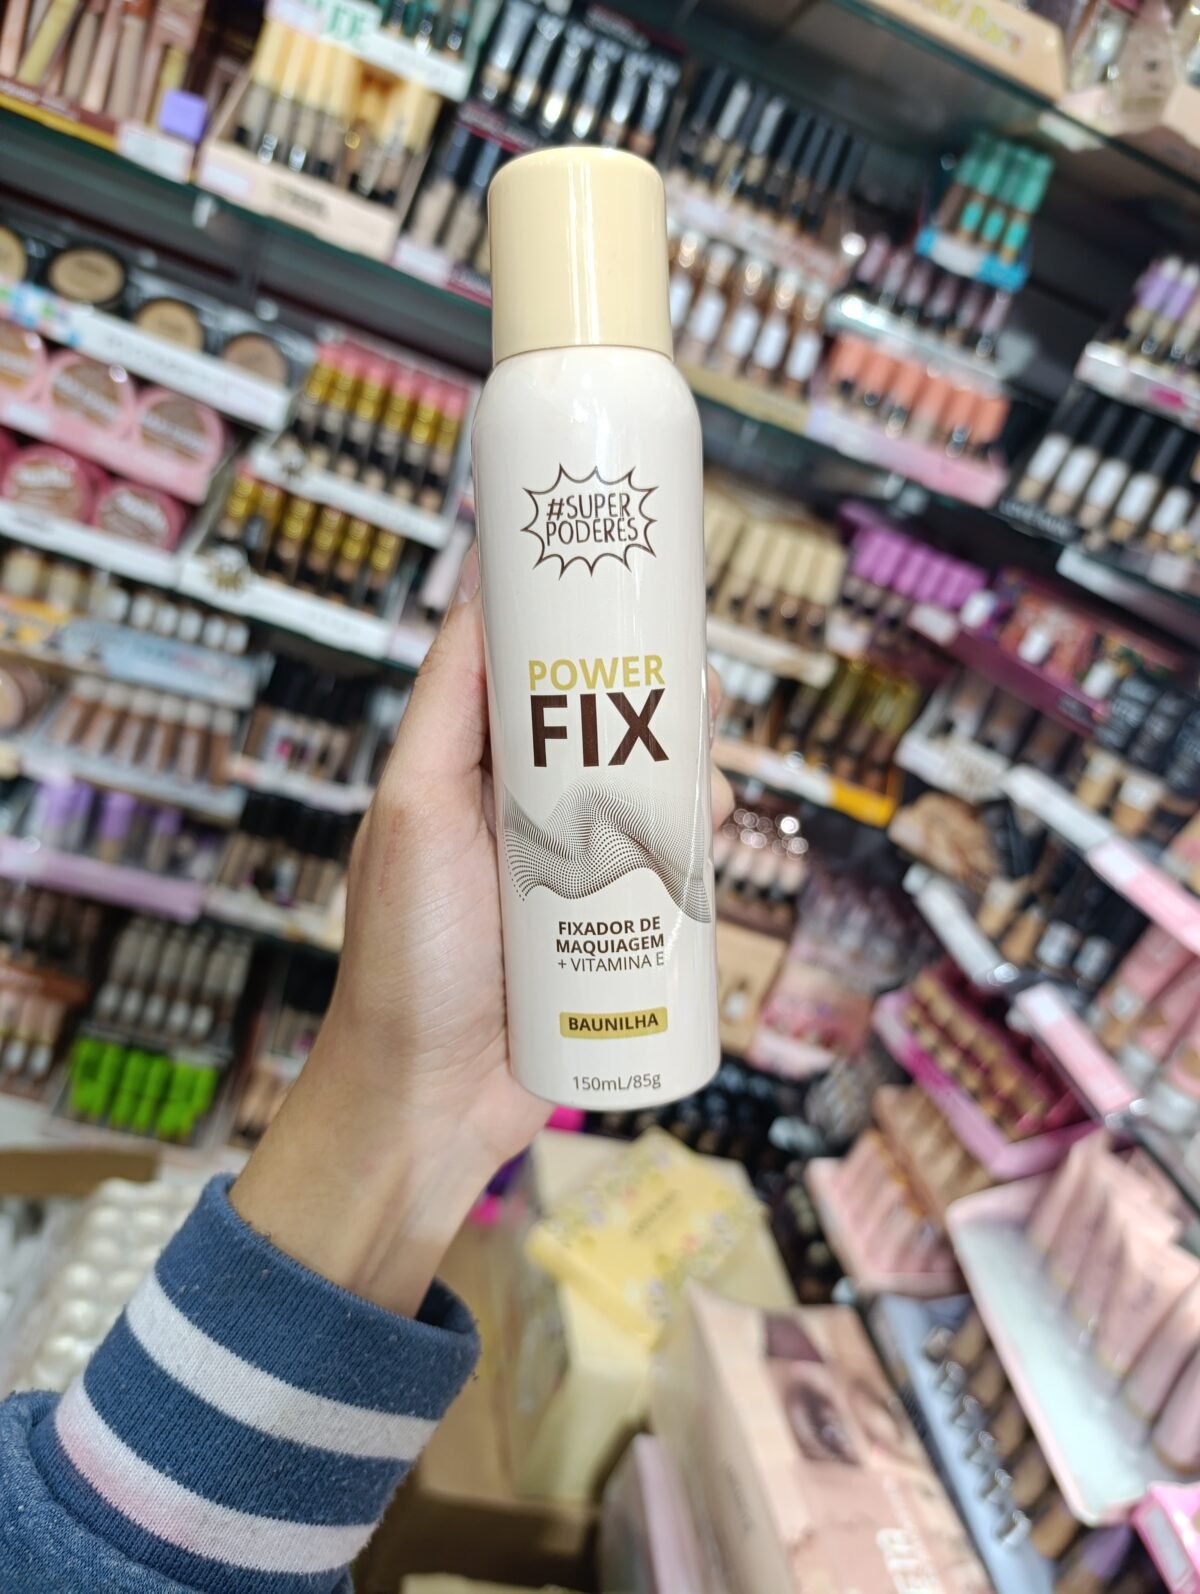 #SUPER
PODERES
POWER
FIX
FIXADOR DE
MAQUIAGEM
+ VITAMINA E
BAUNILHA
150mL/85g